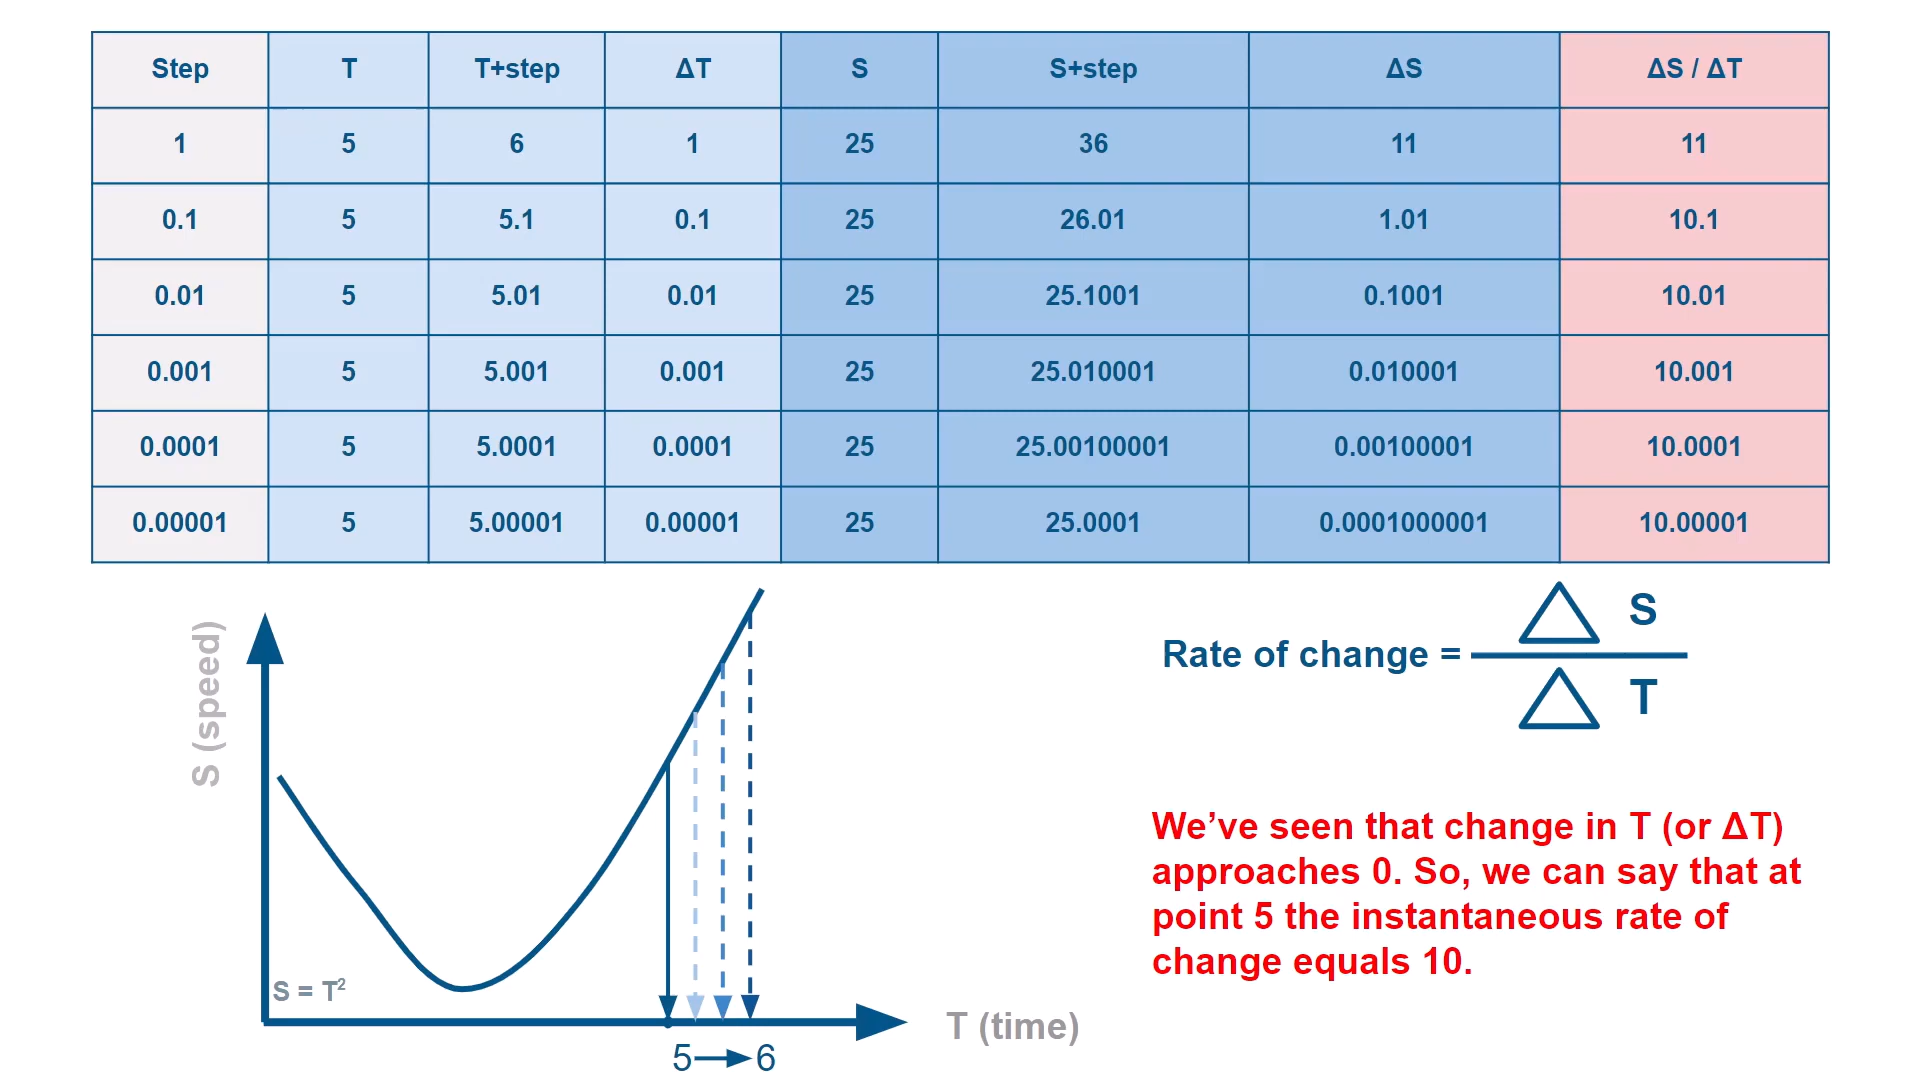 Step T T+step ΔT S S+step ΔS ΔS / ΔT
1 5 6 1 25 36 11 11
0.1 5 5.1 0.1 25 26.01 1.01 10.1
0.01 5 5.01 0.01 25 25.1001 0.1001 10.01
0.001 5 5.001 0.001 25 25.010001 0.010001 10.001
0.0001 5 5.0001 0.0001 25 25.00100001 0.00100001 10.0001
0.00001 5 5.00001 0.00001 25 25.0001 0.0001000001 10.00001
S (speed)
S = T²
T (time)
5 → 6
Rate of change = △ S
△ T
We’ve seen that change in T (or ΔT)
approaches 0. So, we can say that at
point 5 the instantaneous rate of
change equals 10.